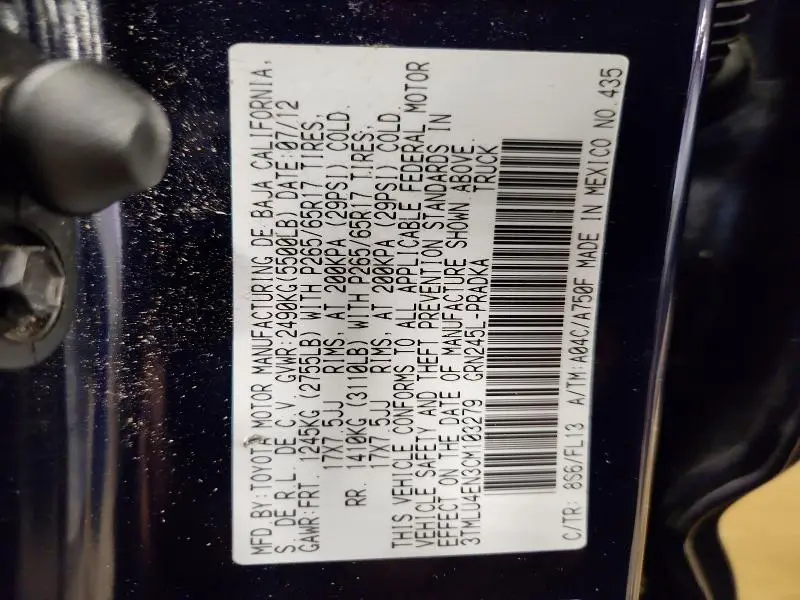 MFD.BY:TOYOTA MOTOR MANUFACTURING DE BAJA CALIFORNIA,
S. DE R.L. DE C.V. GVWR:2490KG(5500LB) DATE:07/12
GAWR:FRT. 1245KG (2755LB) WITH P265/65R17 TIRES,
17X7.5JJ RIMS, AT 200KPA (29PSI) COLD.
RR. 1410KG (3110LB) WITH P265/65R17 TIRES,
17X7.5JJ RIMS, AT 200KPA (29PSI) COLD.
THIS VEHICLE CONFORMS TO ALL APPLICABLE FEDERAL MOTOR
VEHICLE SAFETY AND THEFT PREVENTION STANDARDS IN
EFFECT ON THE DATE OF MANUFACTURE SHOWN ABOVE.
3TMLU4EN3CM103279 GRN245L-PRADKA
TRUCK
C/TR: 8S6/FL13 A/TM:A04C/A750F MADE IN MEXICO NO.435